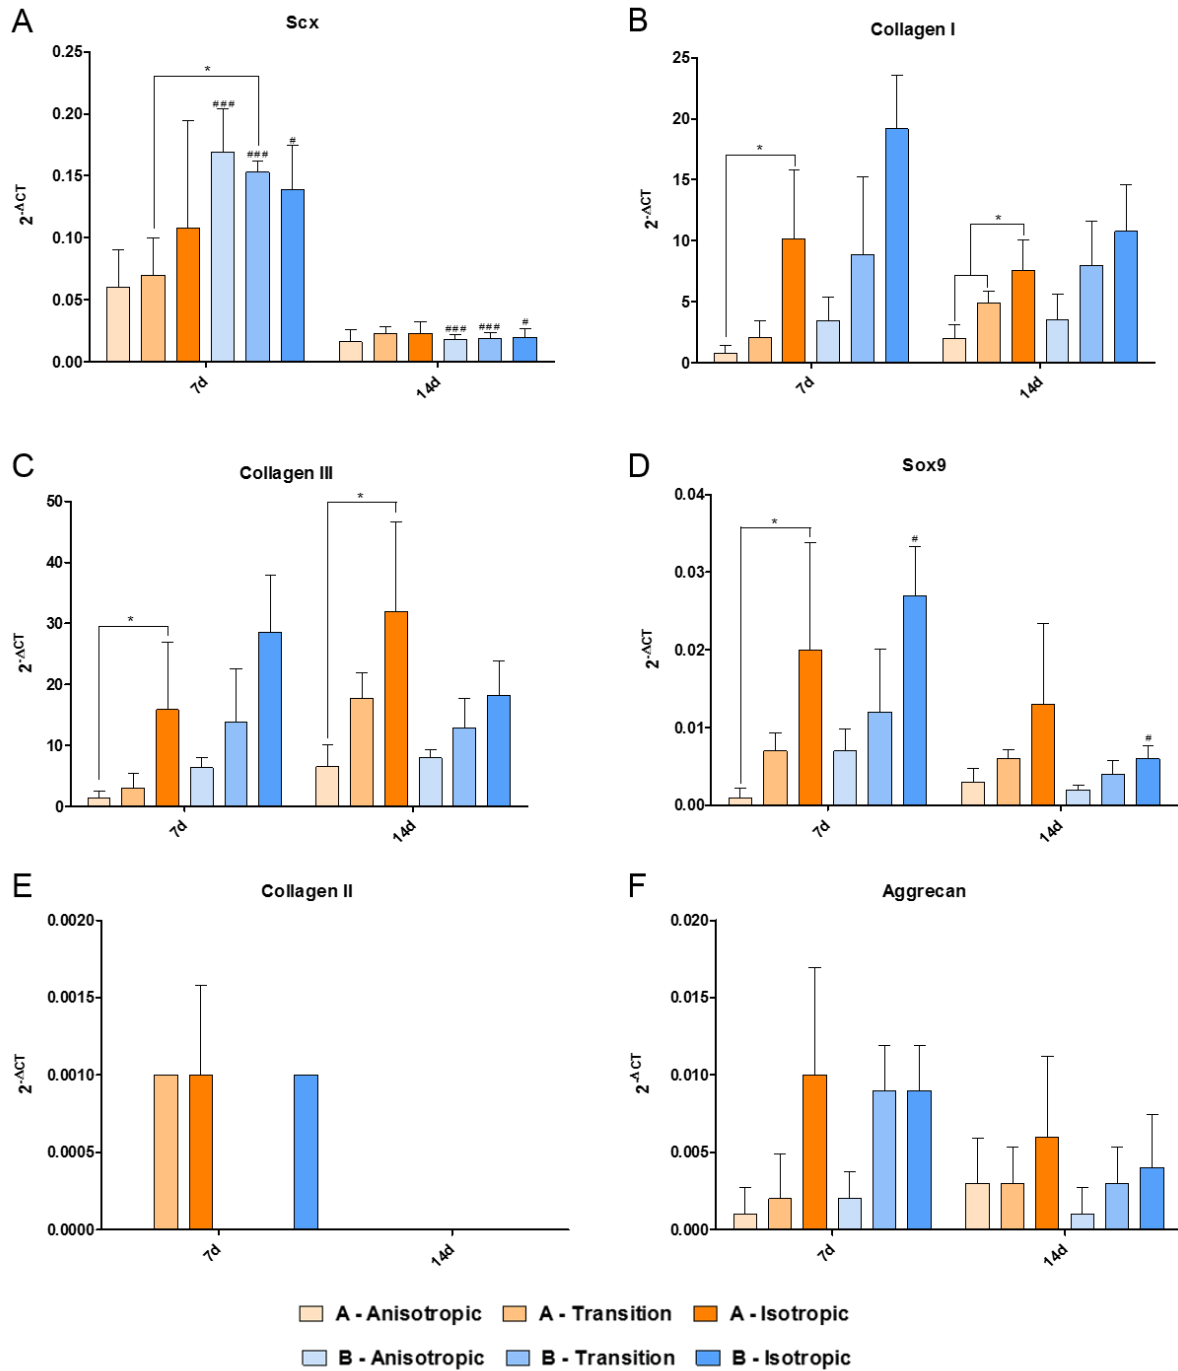 A
Scx
0.25
0.20
0.15
0.10
0.05
0.00
2^-ΔCT
*
###
###
#
###
###
#
7d
14d
B
Collagen I
25
20
15
10
5
0
2^-ΔCT
*
*
7d
14d
C
Collagen III
50
40
30
20
10
0
2^-ΔCT
*
*
7d
14d
D
Sox9
0.04
0.03
0.02
0.01
0.00
2^-ΔCT
*
#
#
7d
14d
E
Collagen II
0.0020
0.0015
0.0010
0.0005
0.0000
2^-ΔCT
7d
14d
F
Aggrecan
0.020
0.015
0.010
0.005
0.000
2^-ΔCT
7d
14d
A - Anisotropic
A - Transition
A - Isotropic
B - Anisotropic
B - Transition
B - Isotropic